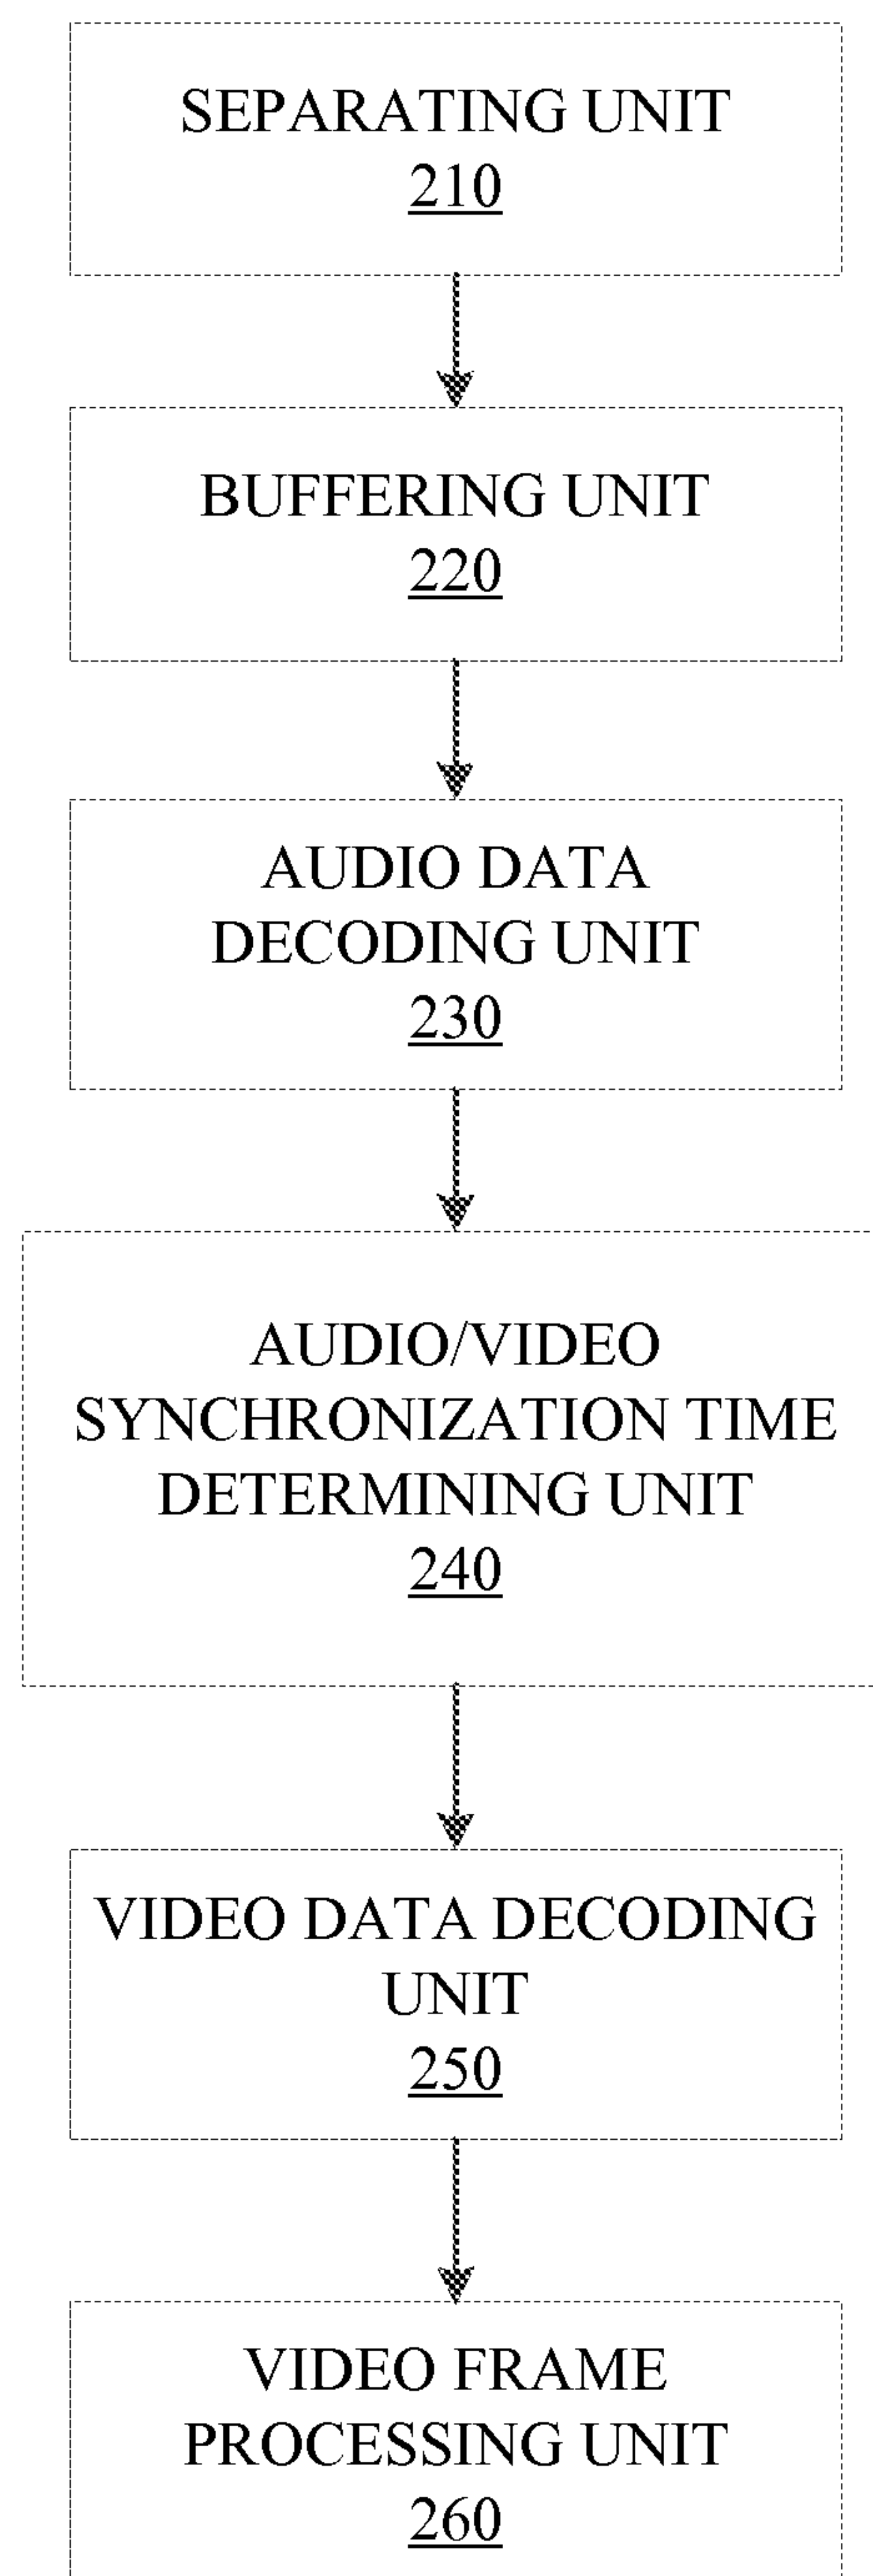 SEPARATING UNIT
210
BUFFERING UNIT
220
AUDIO DATA
DECODING UNIT
230
AUDIO/VIDEO
SYNCHRONIZATION TIME
DETERMINING UNIT
240
VIDEO DATA DECODING
UNIT
250
VIDEO FRAME
PROCESSING UNIT
260